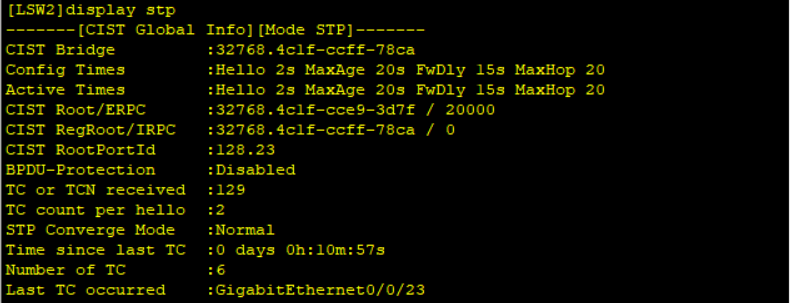 [LSW2]display stp
-------[CIST Global Info][Mode STP]-------
CIST Bridge         :32768.4c1f-ccff-78ca
Config Times        :Hello 2s MaxAge 20s FwDly 15s MaxHop 20
Active Times        :Hello 2s MaxAge 20s FwDly 15s MaxHop 20
CIST Root/ERPC      :32768.4c1f-cce9-3d7f / 20000
CIST RegRoot/IRPC   :32768.4c1f-ccff-78ca / 0
CIST RootPortId     :128.23
BPDU-Protection     :Disabled
TC or TCN received  :129
TC count per hello  :2
STP Converge Mode   :Normal
Time since last TC  :0 days 0h:10m:57s
Number of TC        :6
Last TC occurred    :GigabitEthernet0/0/23